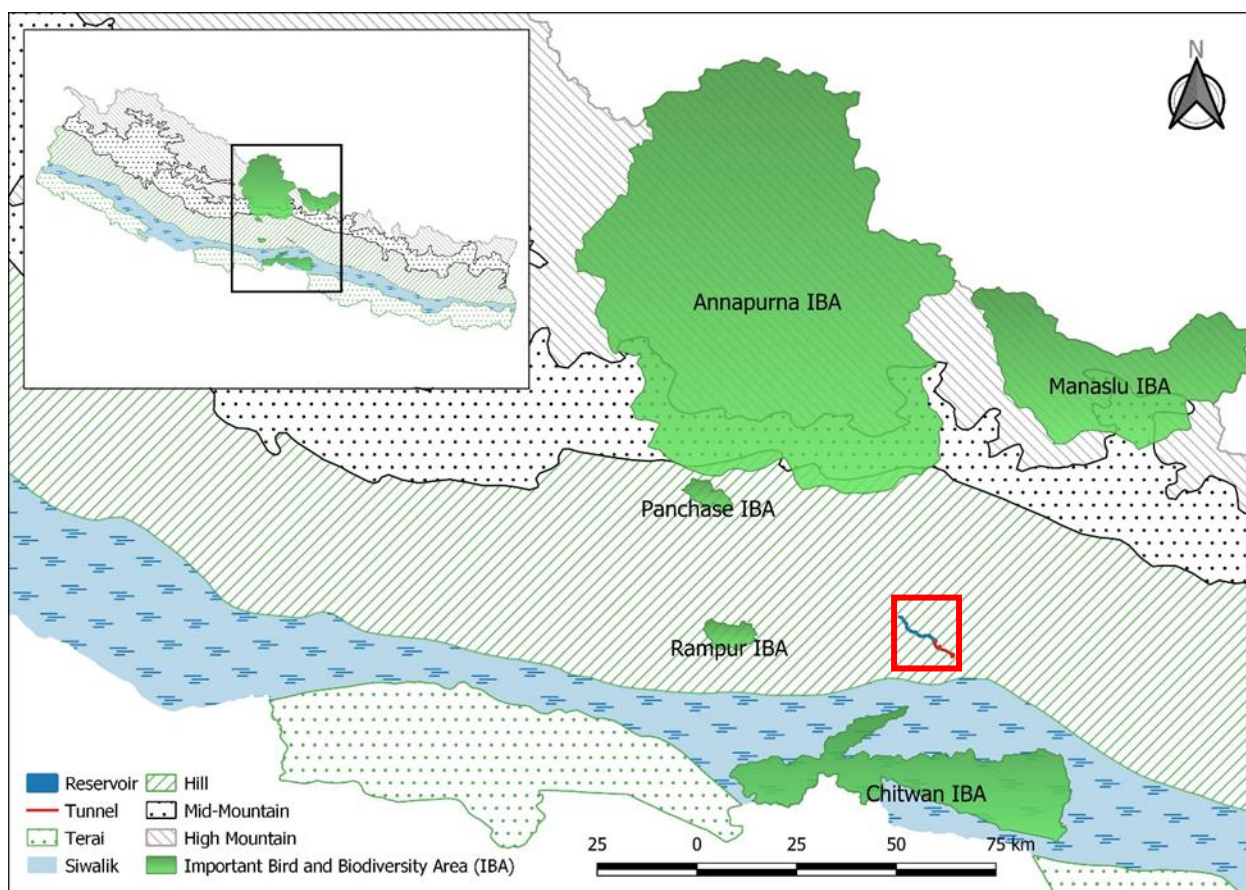 N
Annapurna IBA
Manaslu IBA
Panchase IBA
Rampur IBA
Chitwan IBA
Reservoir
Hill
Tunnel
Mid-Mountain
Terai
High Mountain
Siwalik
Important Bird and Biodiversity Area (IBA)
25 0 25 50 75 km